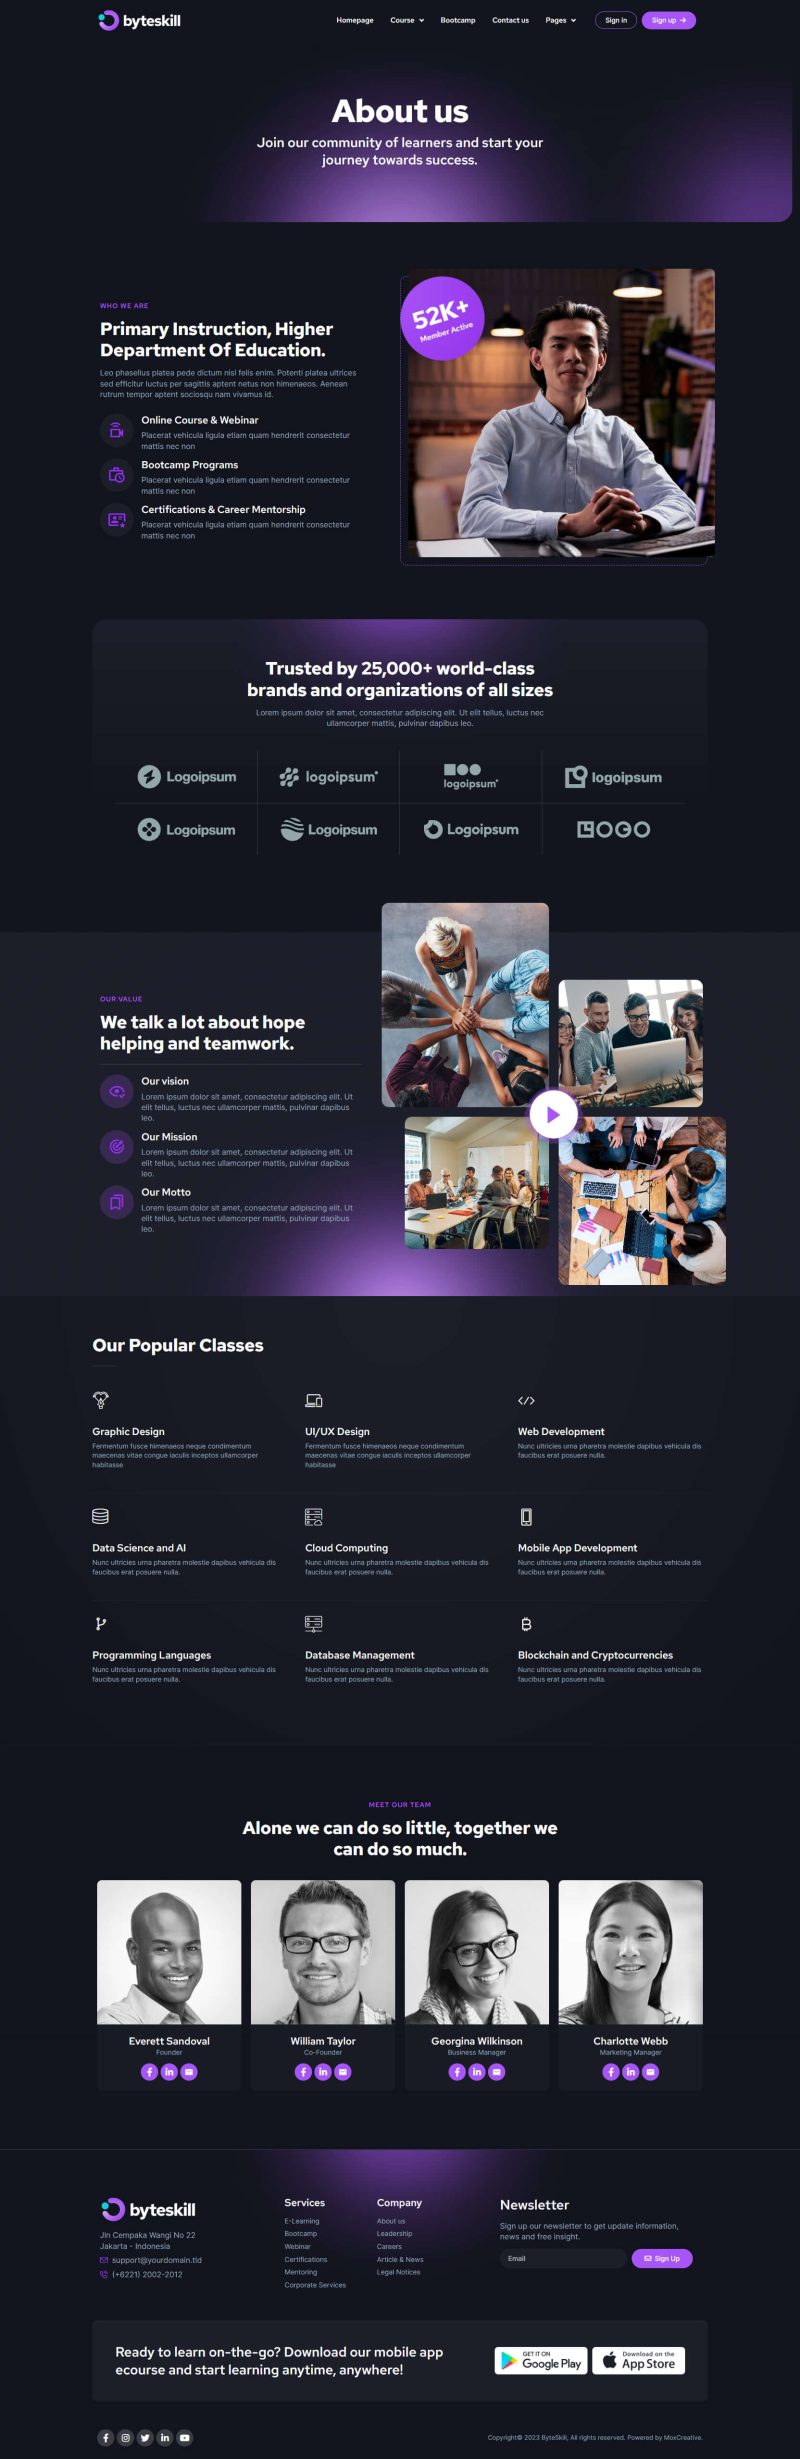 byteskill
Homepage Course Bootcamp Contact us Pages Sign in Sign up
About us
Join our community of learners and start your
journey towards success.
WHO WE ARE
Primary Instruction, Higher
Department Of Education.
Leo phasellus platea pede dictum nisl felis enim. Potenti platea ultrices
sed efficitur luctus per sagittis aptent netus non himenaeos. Aenean
rutrum tempor aptent sociosqu nam vivamus id.
Online Course & Webinar
Placerat vehicula ligula etiam quam hendrerit consectetur
mattis nec non
Bootcamp Programs
Placerat vehicula ligula etiam quam hendrerit consectetur
mattis nec non
Certifications & Career Mentorship
Placerat vehicula ligula etiam quam hendrerit consectetur
mattis nec non
52K+
Member Active
Trusted by 25,000+ world-class
brands and organizations of all sizes
Lorem ipsum dolor sit amet, consectetur adipiscing elit. Ut elit tellus, luctus nec
ullamcorper mattis, pulvinar dapibus leo.
Logoipsum logoipsum logoipsum logoipsum
Logoipsum Logoipsum Logoipsum LOGO
OUR VALUE
We talk a lot about hope
helping and teamwork.
Our vision
Lorem ipsum dolor sit amet, consectetur adipiscing elit. Ut
elit tellus, luctus nec ullamcorper mattis, pulvinar dapibus
leo.
Our Mission
Lorem ipsum dolor sit amet, consectetur adipiscing elit. Ut
elit tellus, luctus nec ullamcorper mattis, pulvinar dapibus
leo.
Our Motto
Lorem ipsum dolor sit amet, consectetur adipiscing elit. Ut
elit tellus, luctus nec ullamcorper mattis, pulvinar dapibus
leo.
Our Popular Classes
Graphic Design
Fermentum fusce himenaeos neque condimentum
maecenas vitae congue iaculis inceptos ullamcorper
habitasse
UI/UX Design
Fermentum fusce himenaeos neque condimentum
maecenas vitae congue iaculis inceptos ullamcorper
habitasse
Web Development
Nunc ultricies urna pharetra molestie dapibus vehicula dis
faucibus erat posuere nulla.
Data Science and AI
Nunc ultricies urna pharetra molestie dapibus vehicula dis
faucibus erat posuere nulla.
Cloud Computing
Nunc ultricies urna pharetra molestie dapibus vehicula dis
faucibus erat posuere nulla.
Mobile App Development
Nunc ultricies urna pharetra molestie dapibus vehicula dis
faucibus erat posuere nulla.
Programming Languages
Nunc ultricies urna pharetra molestie dapibus vehicula dis
faucibus erat posuere nulla.
Database Management
Nunc ultricies urna pharetra molestie dapibus vehicula dis
faucibus erat posuere nulla.
Blockchain and Cryptocurrencies
Nunc ultricies urna pharetra molestie dapibus vehicula dis
faucibus erat posuere nulla.
MEET OUR TEAM
Alone we can do so little, together we
can do so much.
Everett Sandoval
Founder
William Taylor
Co-Founder
Georgina Wilkinson
Business Manager
Charlotte Webb
Marketing Manager
byteskill
Jln Cempaka Wangi No 22
Jakarta - Indonesia
support@yourdomain.tld
(+6221) 2002-2012
Services
E-Learning
Bootcamp
Webinar
Certifications
Mentoring
Corporate Services
Company
About us
Leadership
Careers
Article & News
Legal Notices
Newsletter
Sign up our newsletter to get update information,
news and free insight.
Email
Sign Up
Ready to learn on-the-go? Download our mobile app
ecourse and start learning anytime, anywhere!
GET IT ON
Google Play
Download on the
App Store
Copyright© 2023 ByteSkill, All rights reserved. Powered by MoxCreative.